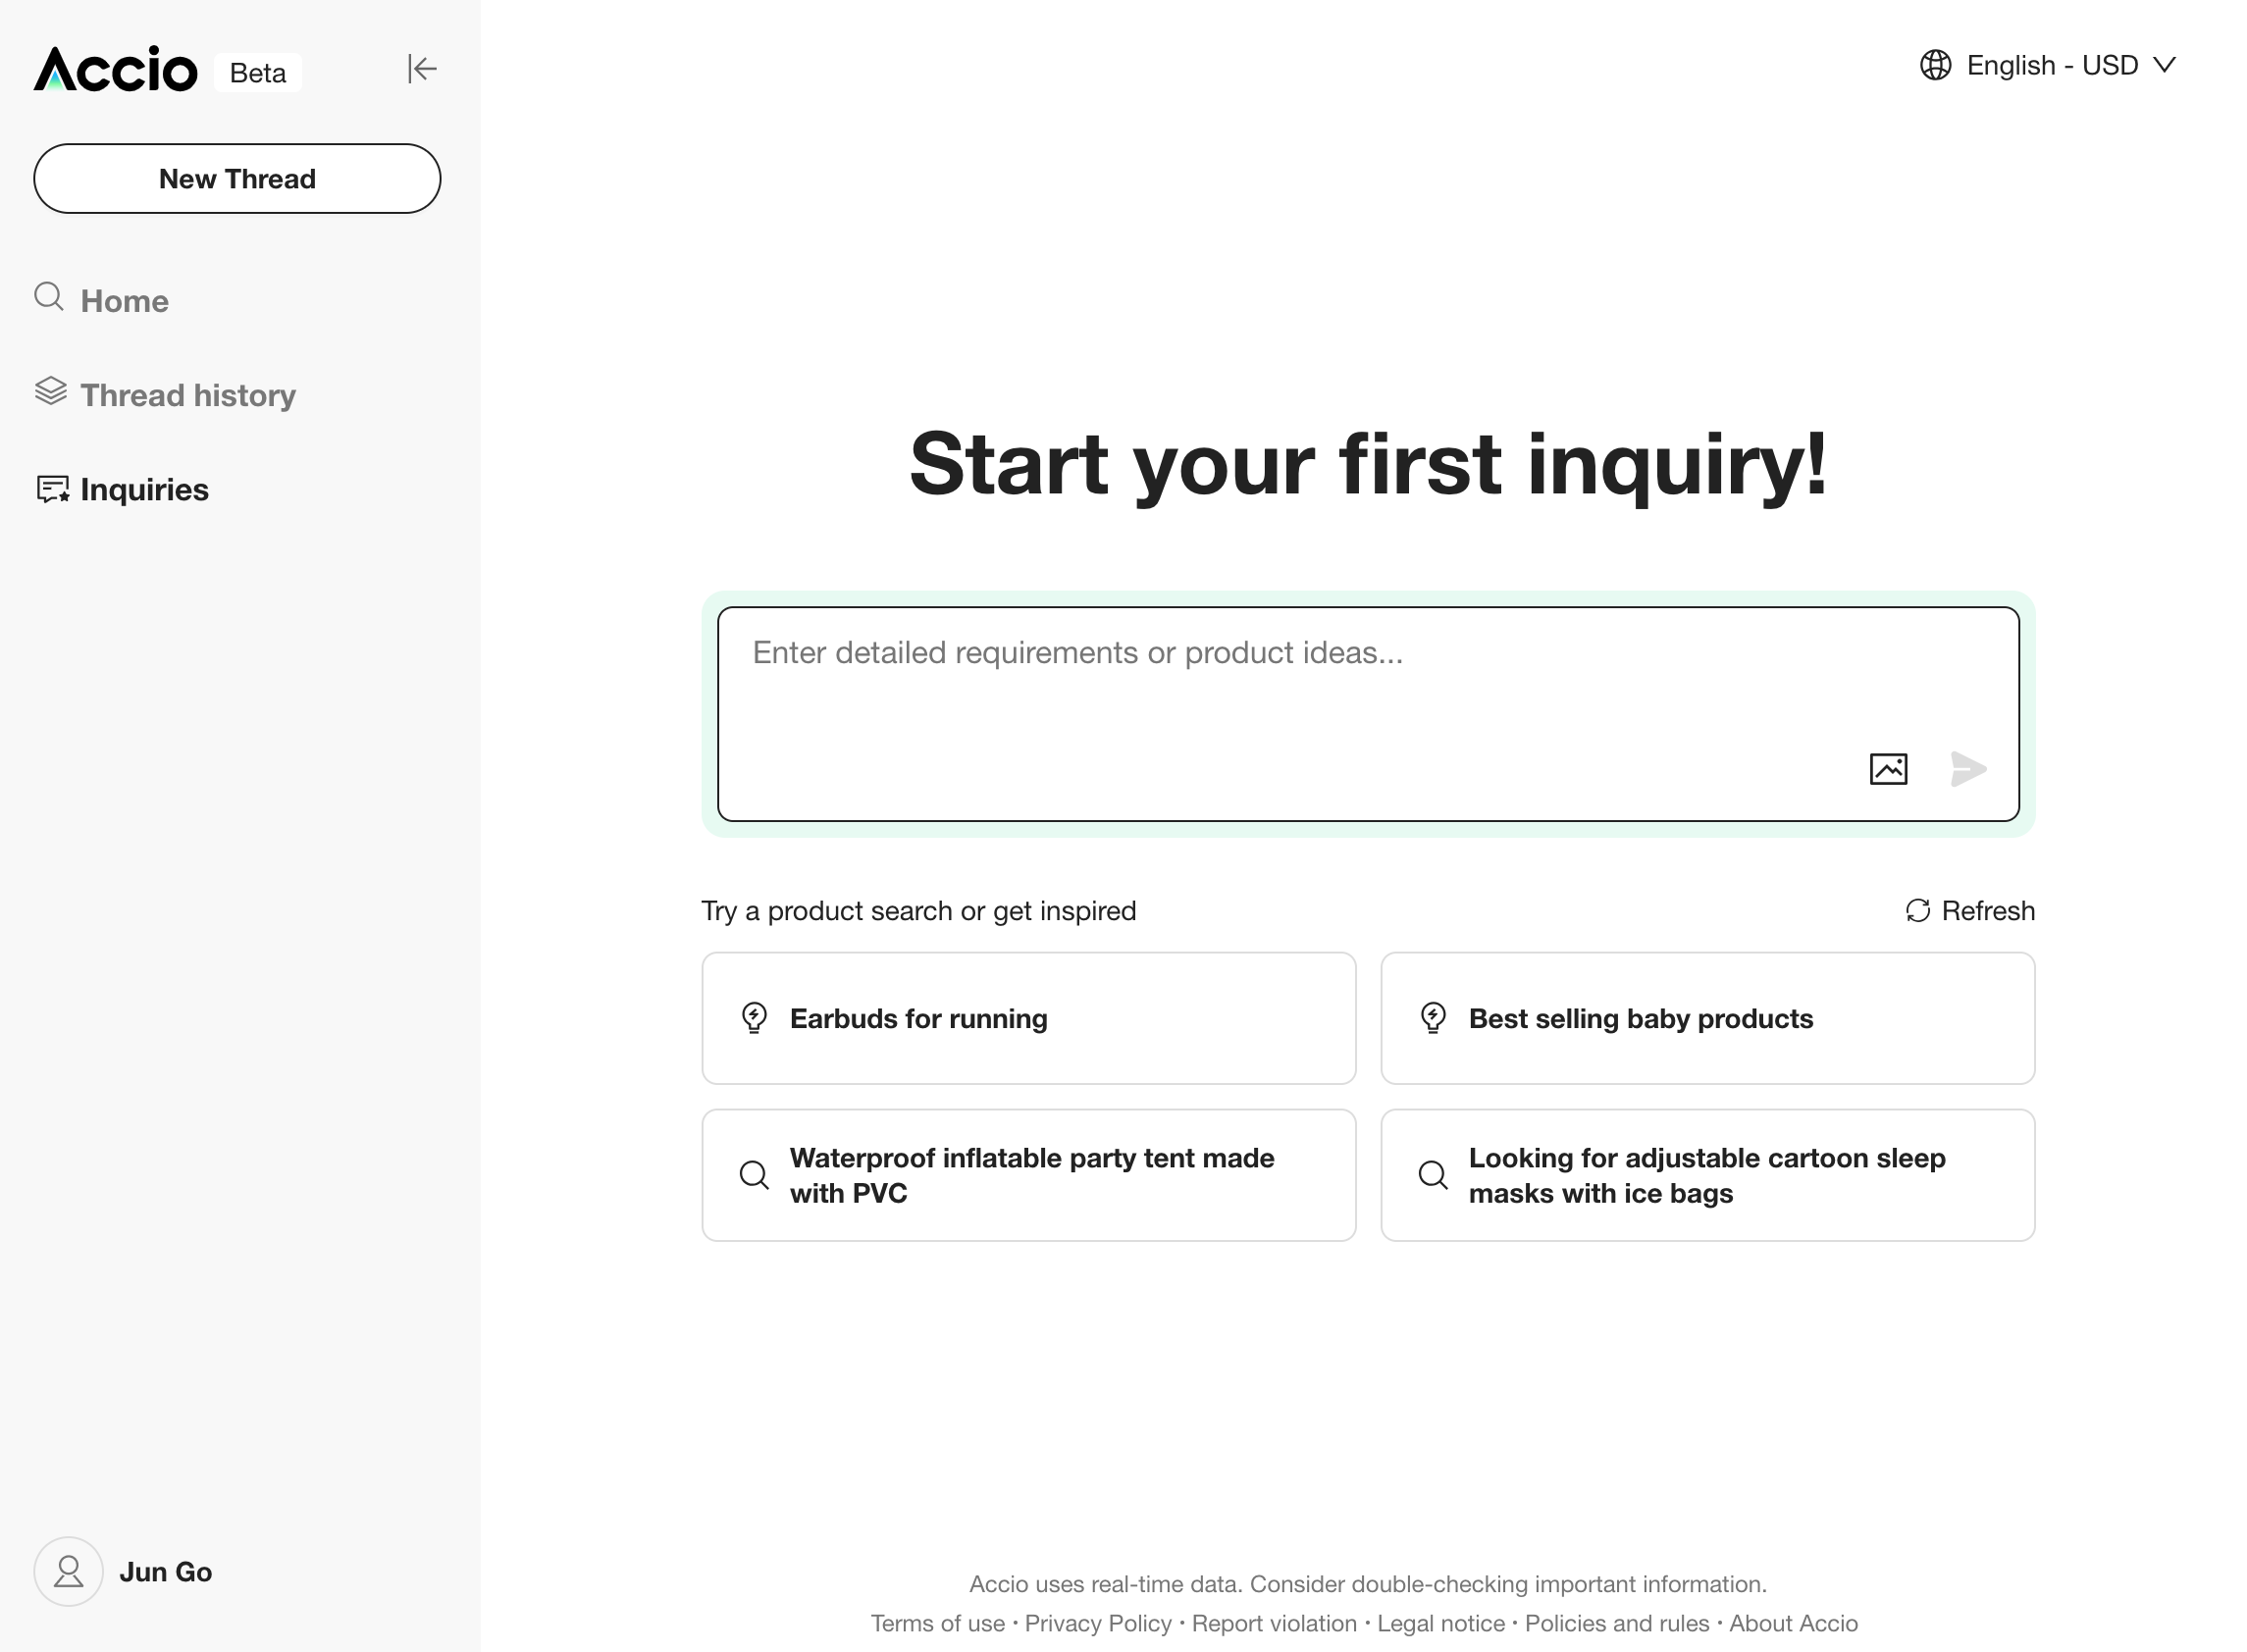 Accio Beta
English - USD
New Thread
Home
Thread history
Inquiries
Start your first inquiry!
Enter detailed requirements or product ideas...
Try a product search or get inspired
Refresh
Earbuds for running
Best selling baby products
Waterproof inflatable party tent made
with PVC
Looking for adjustable cartoon sleep
masks with ice bags
Jun Go
Accio uses real-time data. Consider double-checking important information.
Terms of use · Privacy Policy · Report violation · Legal notice · Policies and rules · About Accio